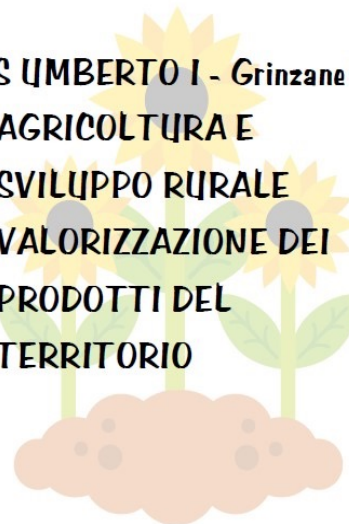 S UMBERTO I - Grinzane
AGRICOLTURA E
SVILUPPO RURALE
VALORIZZAZIONE DEI
PRODOTTI DEL
TERRITORIO